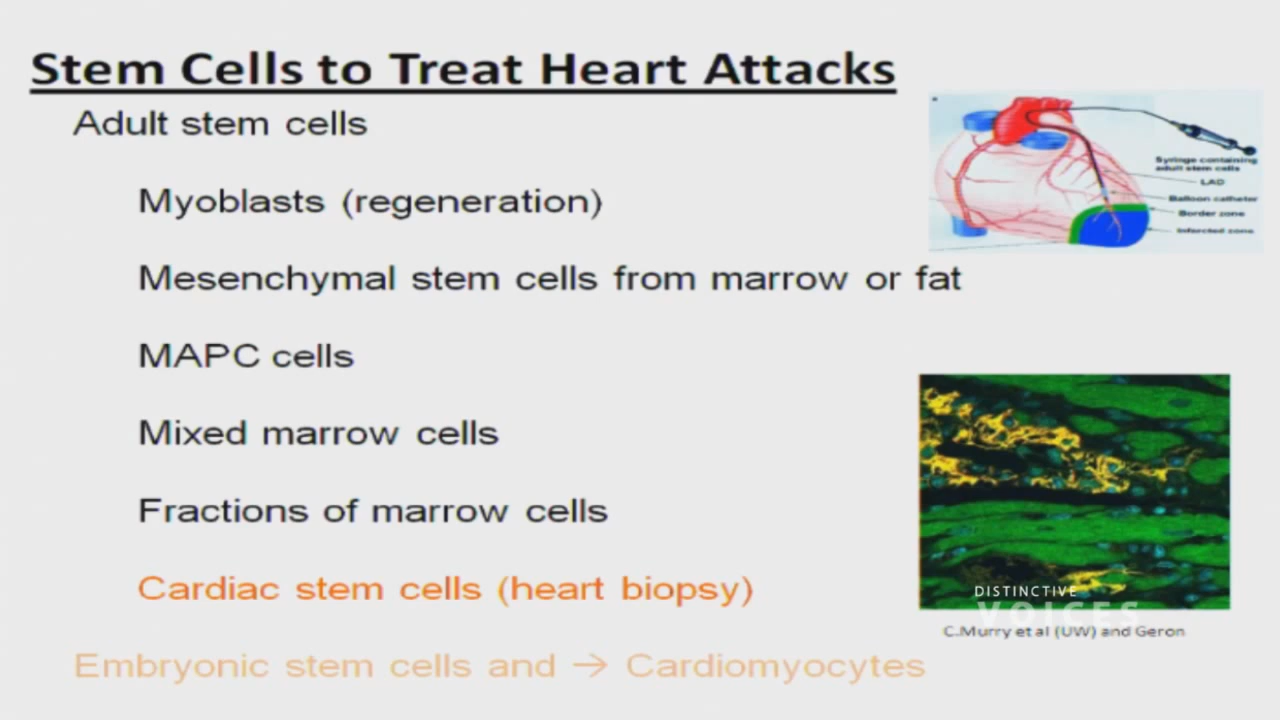 Stem Cells to Treat Heart Attacks
Adult stem cells
Myoblasts (regeneration)
Mesenchymal stem cells from marrow or fat
MAPC cells
Mixed marrow cells
Fractions of marrow cells
Cardiac stem cells (heart biopsy)
Embryonic stem cells and → Cardiomyocytes
Syringe containing
adult stem cells
LAD
Balloon catheter
Border zone
Infarcted zone
DISTINCTIVE
VOICES
C.Murry et al (UW) and Geron